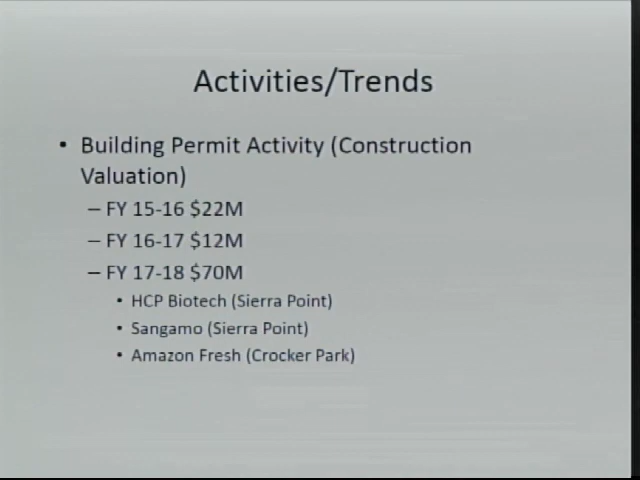 Activities/Trends
• Building Permit Activity (Construction
Valuation)
– FY 15-16 $22M
– FY 16-17 $12M
– FY 17-18 $70M
• HCP Biotech (Sierra Point)
• Sangamo (Sierra Point)
• Amazon Fresh (Crocker Park)